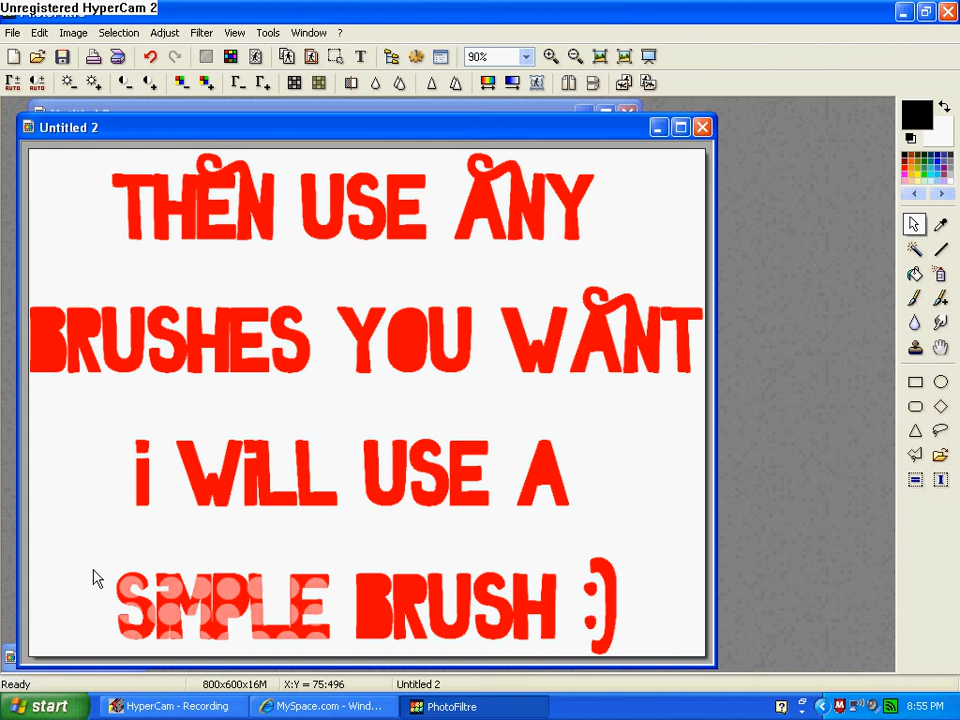 Unregistered HyperCam 2
File Edit Image Selection Adjust Filter View Tools Window ?
90%
Untitled 2
THEN USE ANY
BRUSHES YOU WANT
i WiLL USE A
SiMPLE BRUSH :)
Ready 800x600x16M X:Y = 75:496 Untitled 2
start HyperCam - Recording MySpace.com - Wind... PhotoFiltre 8:55 PM